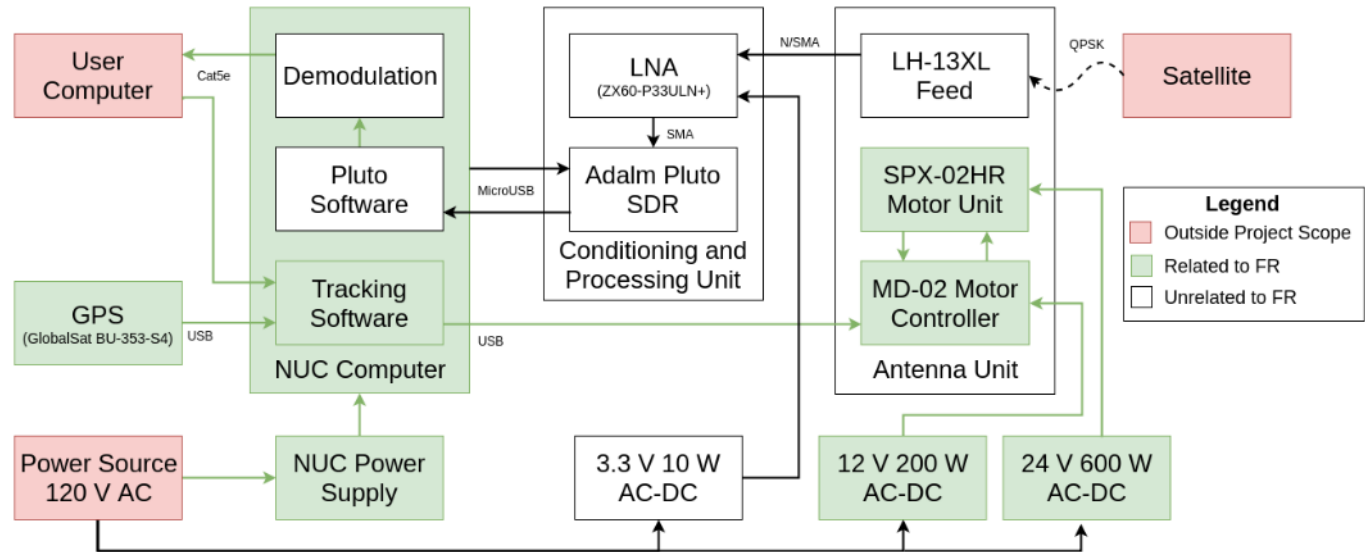 User
Computer
Cat5e
Demodulation
Pluto
Software
MicroUSB
Tracking
Software
NUC Computer
GPS
(GlobalSat BU-353-S4)
USB
USB
Power Source
120 V AC
NUC Power
Supply
LNA
(ZX60-P33ULN+)
SMA
Adalm Pluto
SDR
Conditioning and
Processing Unit
3.3 V 10 W
AC-DC
N/SMA
LH-13XL
Feed
SPX-02HR
Motor Unit
MD-02 Motor
Controller
Antenna Unit
12 V 200 W
AC-DC
24 V 600 W
AC-DC
QPSK
Satellite
Legend
Outside Project Scope
Related to FR
Unrelated to FR